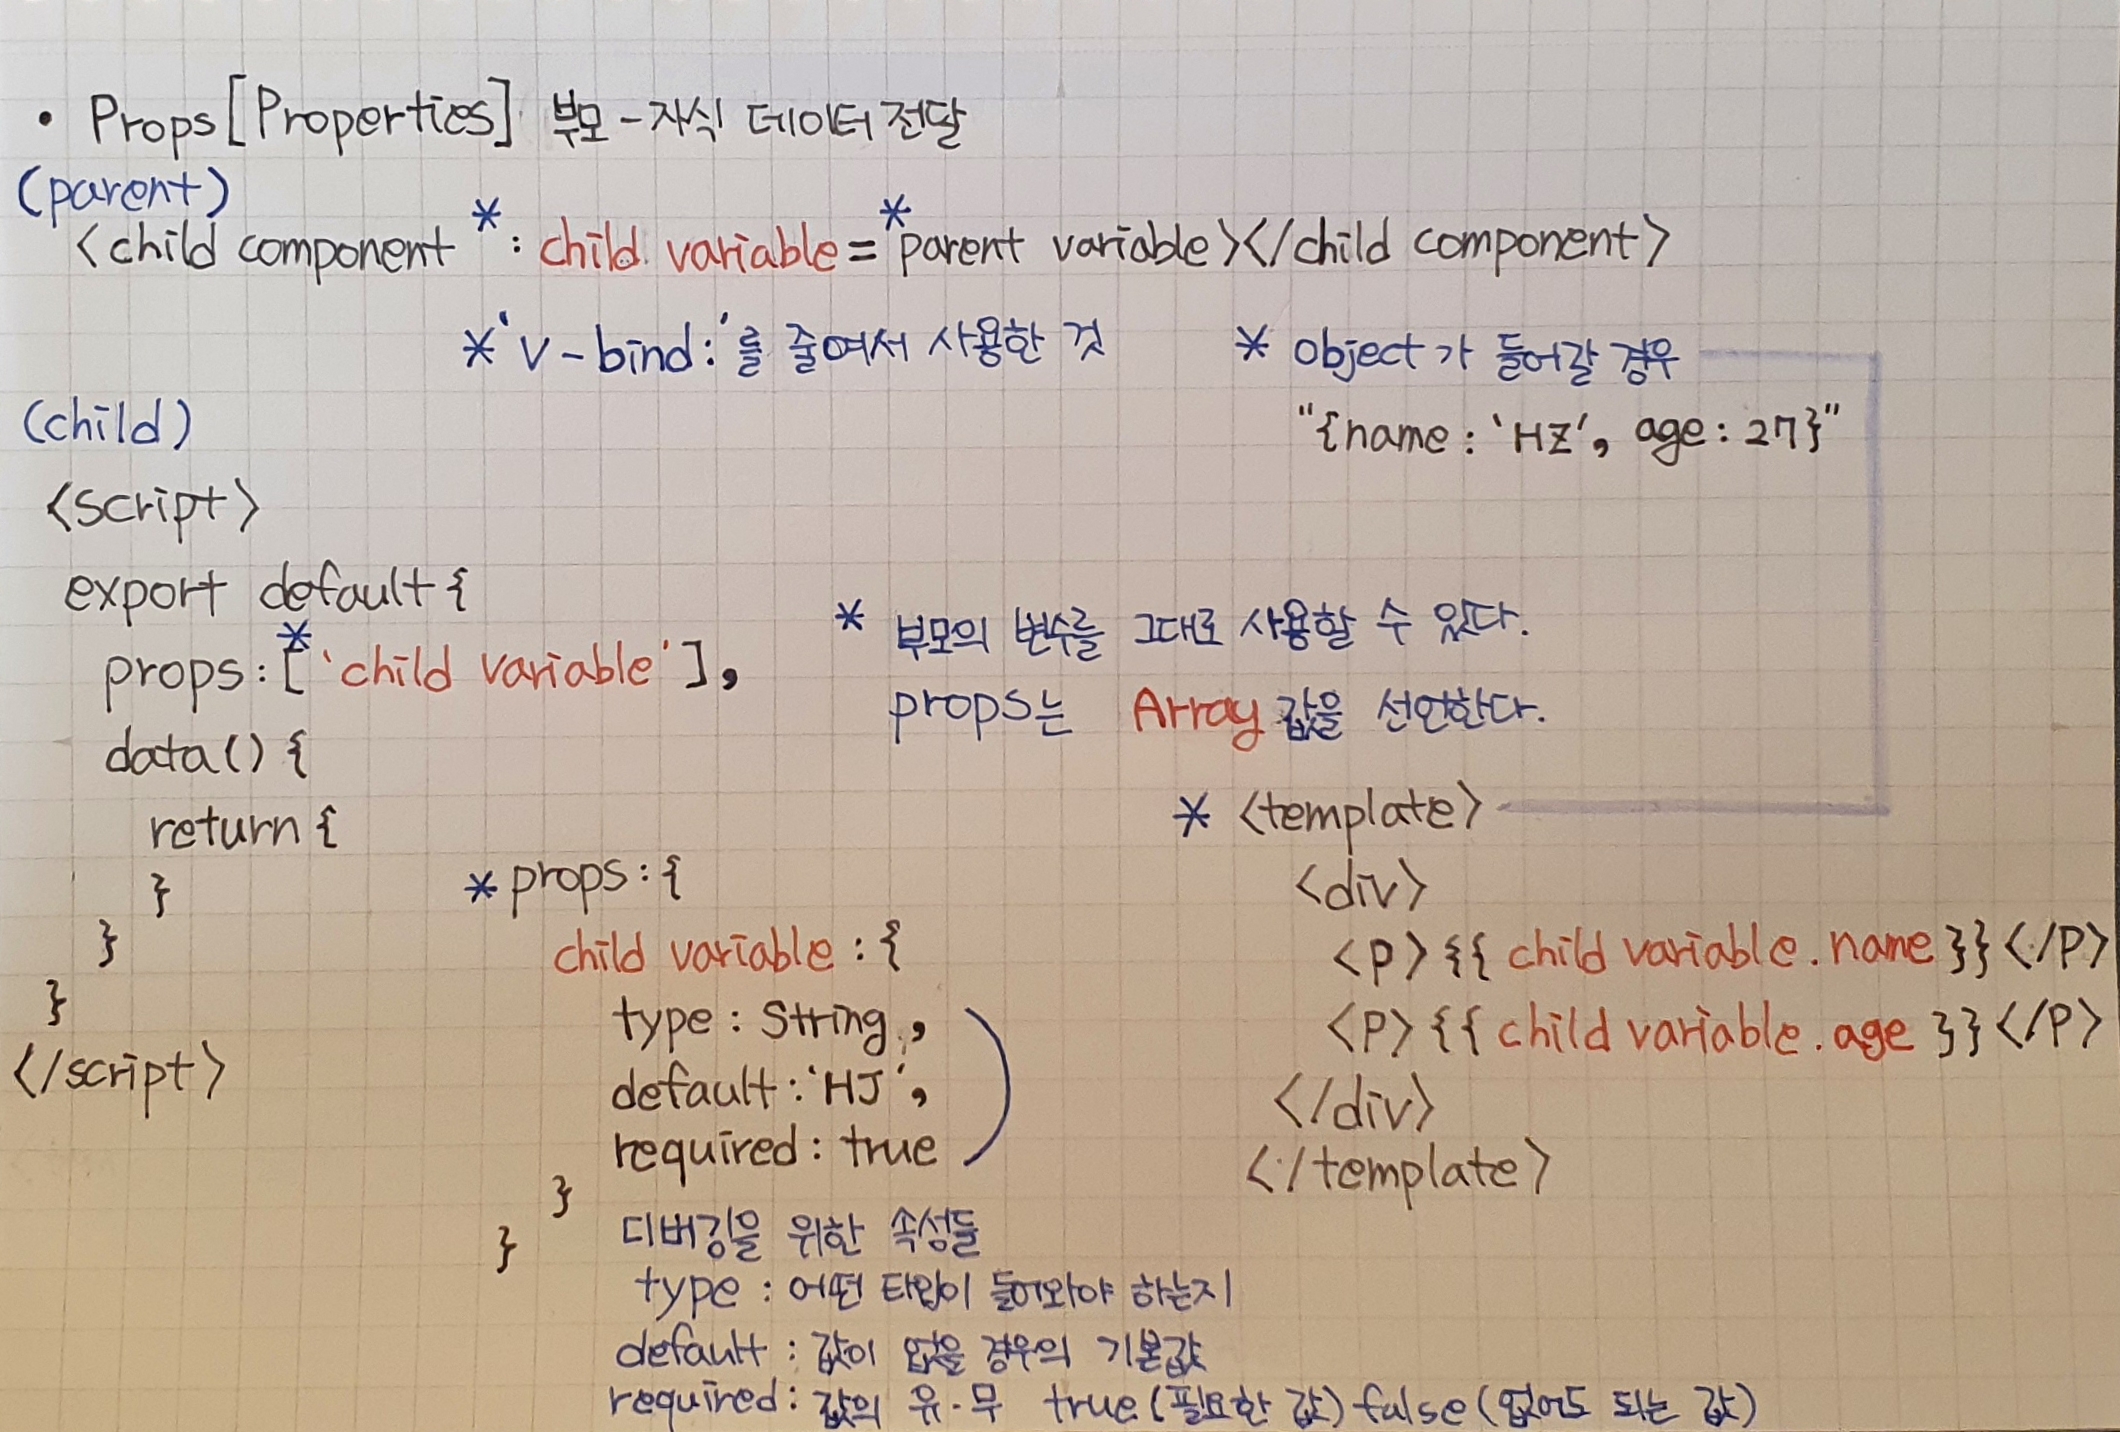 • Props[Properties] 부모-자식 데이터 전달
(parent)
<child component *: child variable=*parent variable></child component>
*'v-bind:'를 줄여서 사용한 것
* object가 들어갈 경우
"{name: 'HZ', age: 27}"
(child)
<script>
export default{
props:[*'child variable'],
data(){
return{
}
}
}
</script>
* 부모의 변수를 그대로 사용할 수 있다.
props는 Array 값을 선언한다.
* props:{
child variable:{
type: String,
default:'HJ',
required: true
}
}
디버깅을 위한 속성들
type: 어떤 타입이 들어와야 하는지
default: 값이 없을 경우의 기본값
required: 값의 유·무 true(필요한 값) false(없어도 되는 값)
* <template>
<div>
<p>{{child variable.name}}</p>
<p>{{child variable.age}}</p>
</div>
</template>